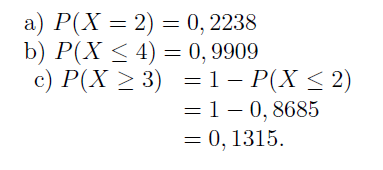 a) P(X = 2) = 0, 2238
b) P(X ≤ 4) = 0, 9909
c) P(X ≥ 3) = 1 − P(X ≤ 2)
= 1 − 0, 8685
= 0, 1315.